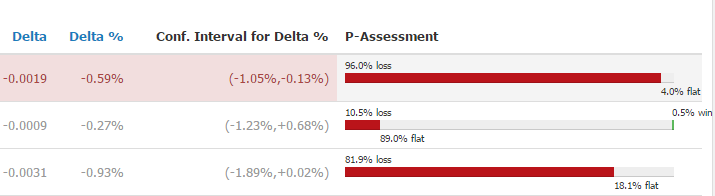 Delta Delta % Conf. Interval for Delta % P-Assessment
96.0% loss
-0.0019 -0.59% (-1.05%,-0.13%)
4.0% flat
10.5% loss 0.5% win
-0.0009 -0.27% (-1.23%,+0.68%)
89.0% flat
81.9% loss
-0.0031 -0.93% (-1.89%,+0.02%)
18.1% flat